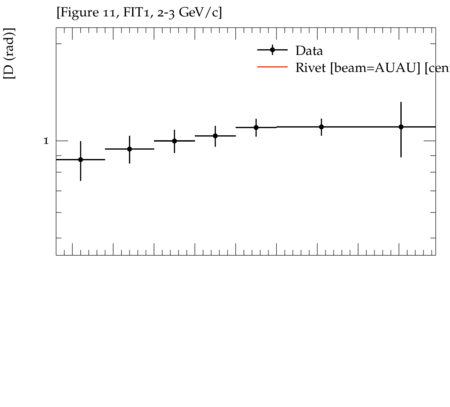 [Figure 11, FIT1, 2-3 GeV/c]
[D (rad)]
Data
Rivet [beam=AUAU] [cen
1